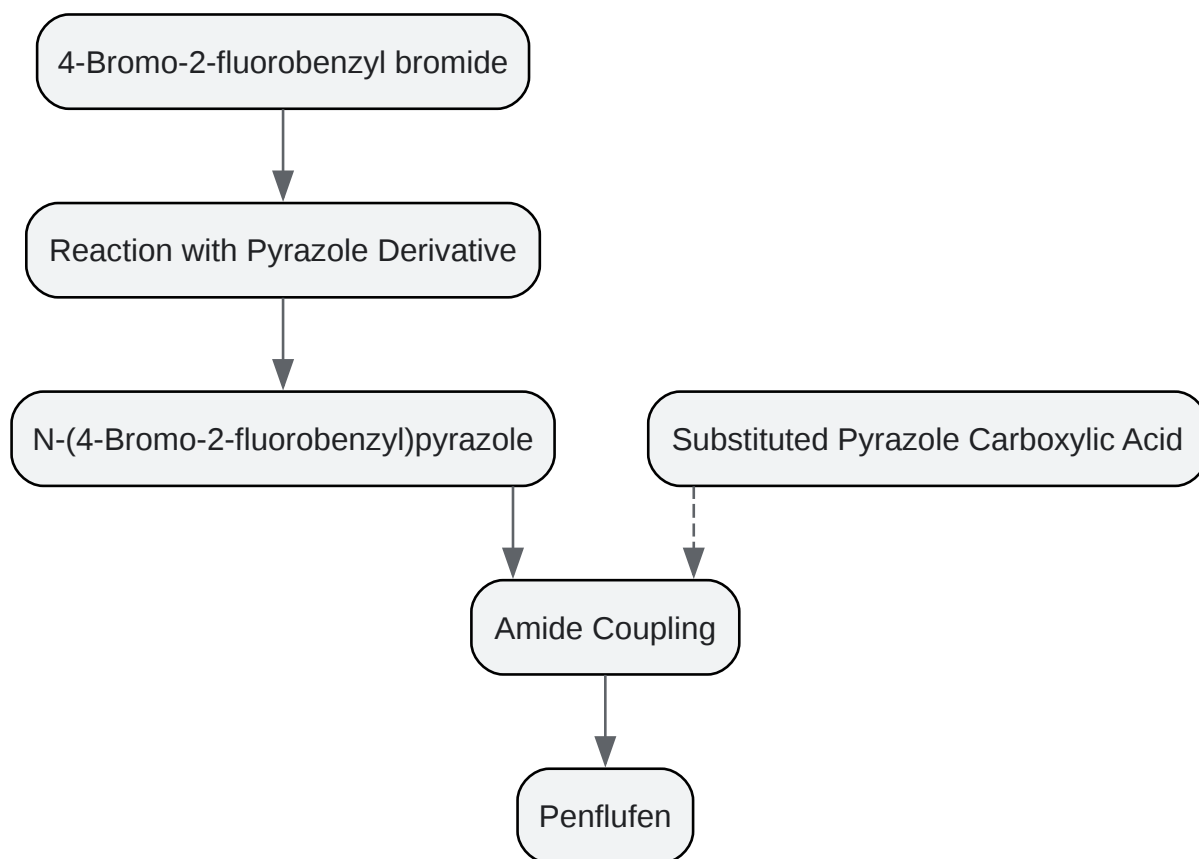 4-Bromo-2-fluorobenzyl bromide
Reaction with Pyrazole Derivative
N-(4-Bromo-2-fluorobenzyl)pyrazole
Substituted Pyrazole Carboxylic Acid
Amide Coupling
Penflufen